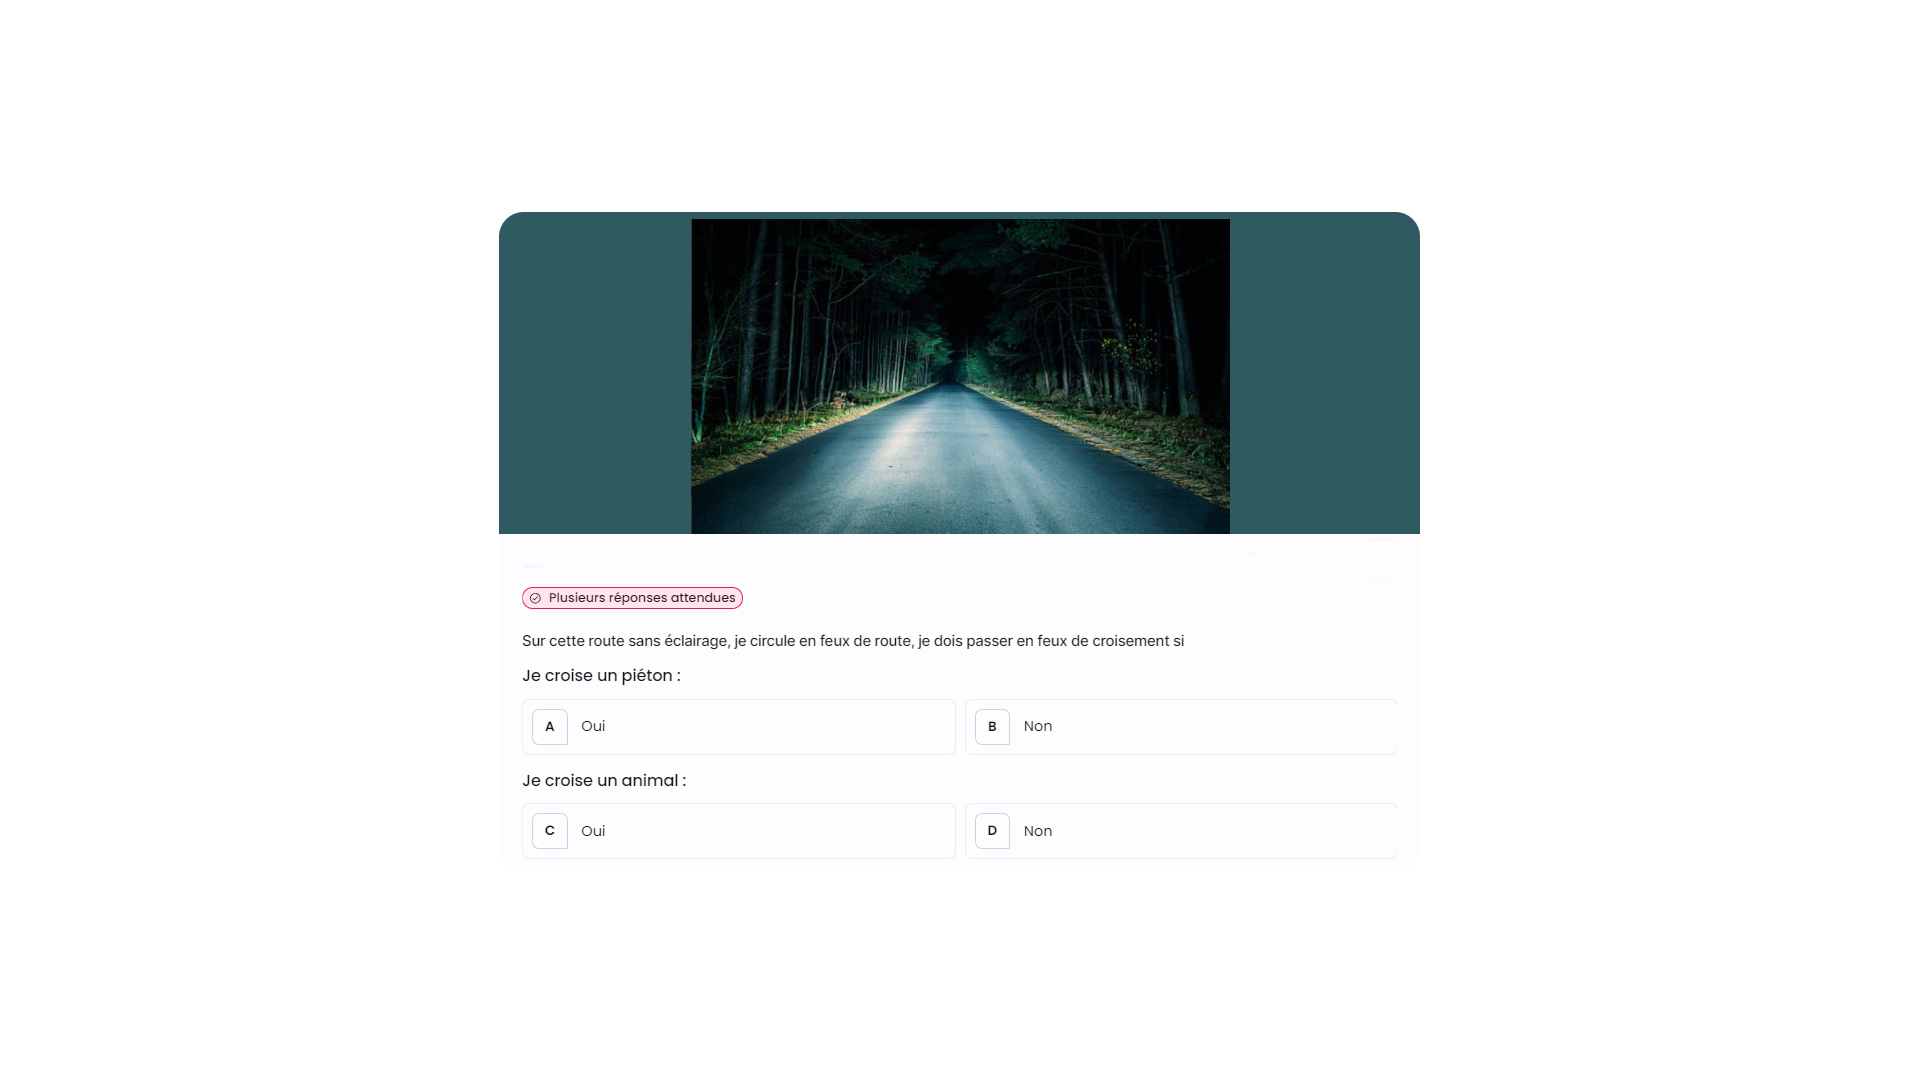 Plusieurs réponses attendues
Sur cette route sans éclairage, je circule en feux de route, je dois passer en feux de croisement si
Je croise un piéton :
A Oui
B Non
Je croise un animal :
C Oui
D Non